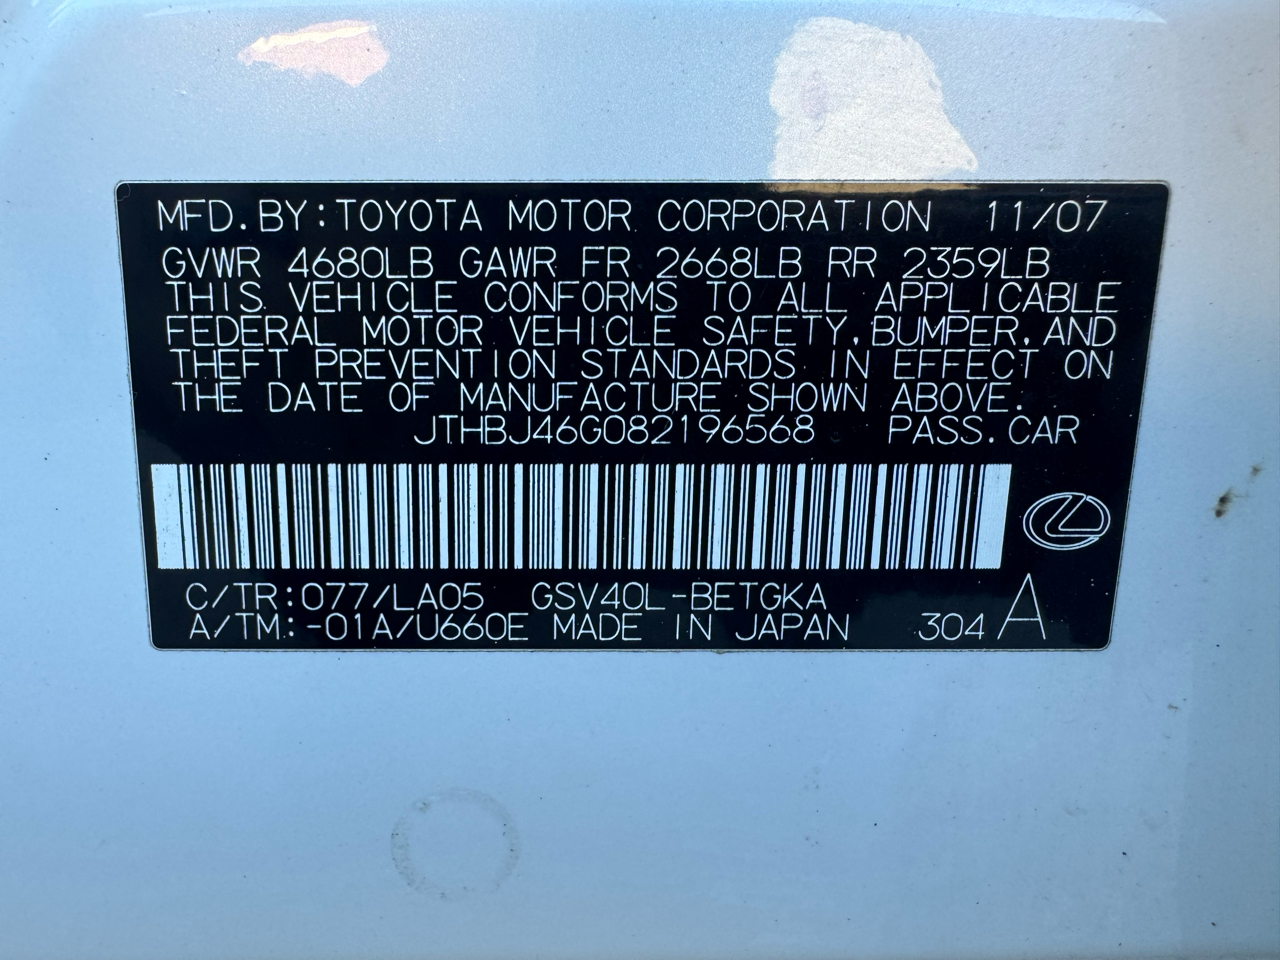 MFD. BY: TOYOTA MOTOR CORPORATION 11/07
GVWR 4680LB GAWR FR 2668LB RR 2359LB
THIS VEHICLE CONFORMS TO ALL APPLICABLE
FEDERAL MOTOR VEHICLE SAFETY, BUMPER, AND
THEFT PREVENTION STANDARDS IN EFFECT ON
THE DATE OF MANUFACTURE SHOWN ABOVE.
JTHBJ46G082196568 PASS. CAR
C/TR: 077/LA05 GSV40L-BETGKA
A/TM: -01A/U660E MADE IN JAPAN 304 A